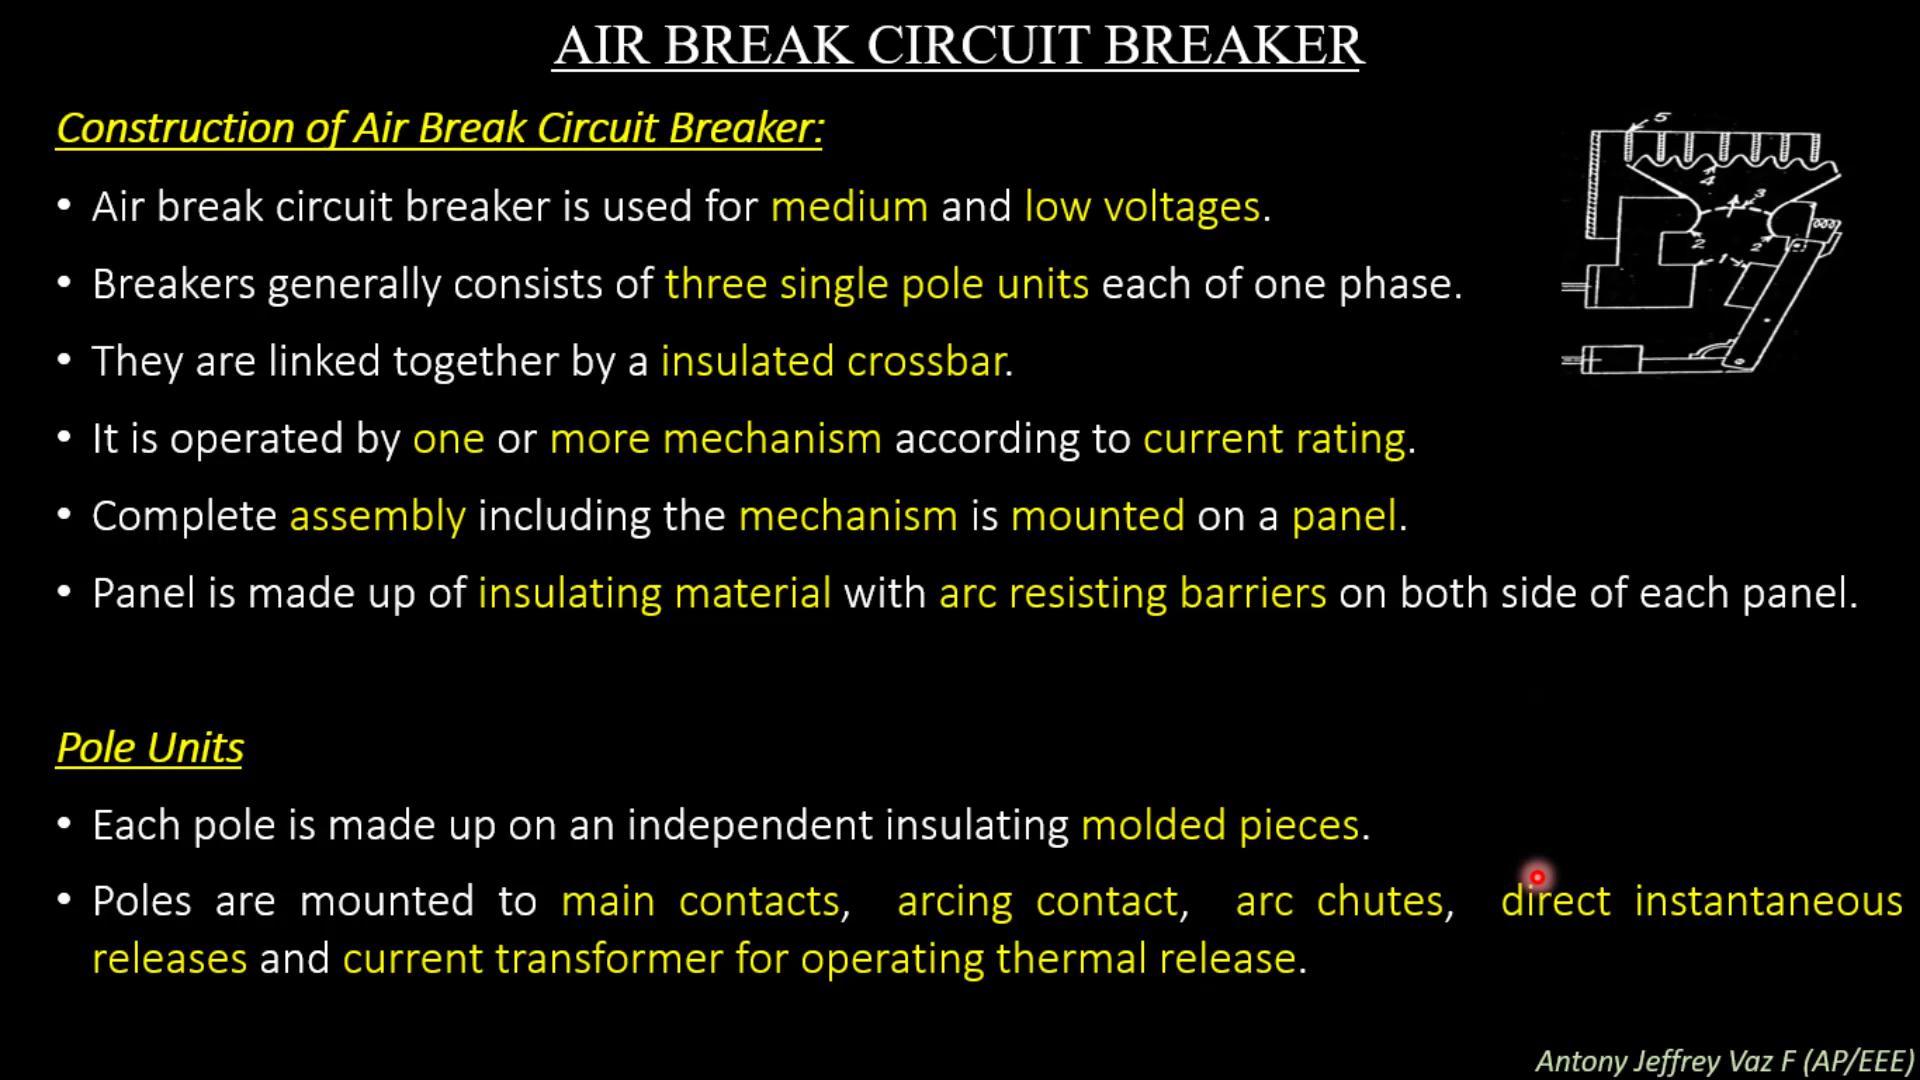 AIR BREAK CIRCUIT BREAKER
Construction of Air Break Circuit Breaker:
• Air break circuit breaker is used for medium and low voltages.
• Breakers generally consists of three single pole units each of one phase.
• They are linked together by a insulated crossbar.
• It is operated by one or more mechanism according to current rating.
• Complete assembly including the mechanism is mounted on a panel.
• Panel is made up of insulating material with arc resisting barriers on both side of each panel.
5
4
3
2 2
1
Pole Units
• Each pole is made up on an independent insulating molded pieces.
• Poles are mounted to main contacts, arcing contact, arc chutes, direct instantaneous
releases and current transformer for operating thermal release.
Antony Jeffrey Vaz F (AP/EEE)